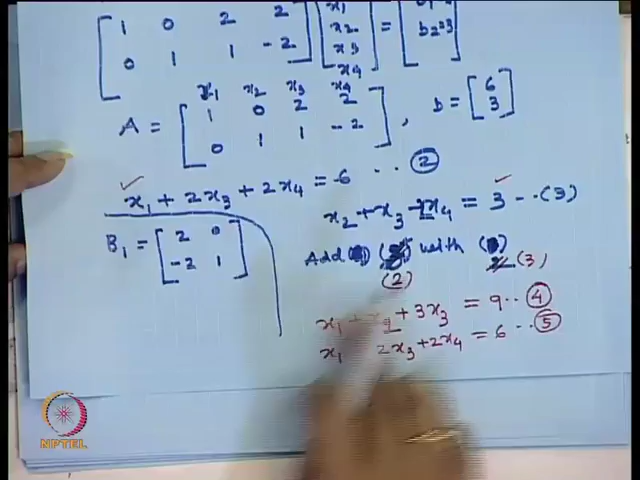 [1 0 2 2
0 1 1 -2] [x1 x2 x3 x4] = [b2=3]
x1 x2 x3 x4
A = [1 0 2 2
0 1 1 -2], b = [6
3]
✓ x1 + 2x3 + 2x4 = 6 .. (2)
x2 + x3 - 2x4 = 3 - ..(3)
B1 = [2 0
-2 1]
Add with
(2) (3)
x1 + x2 + 3x3 = 9 .. (4)
x1 2x3 + 2x4 = 6 .. (5)
NPTEL